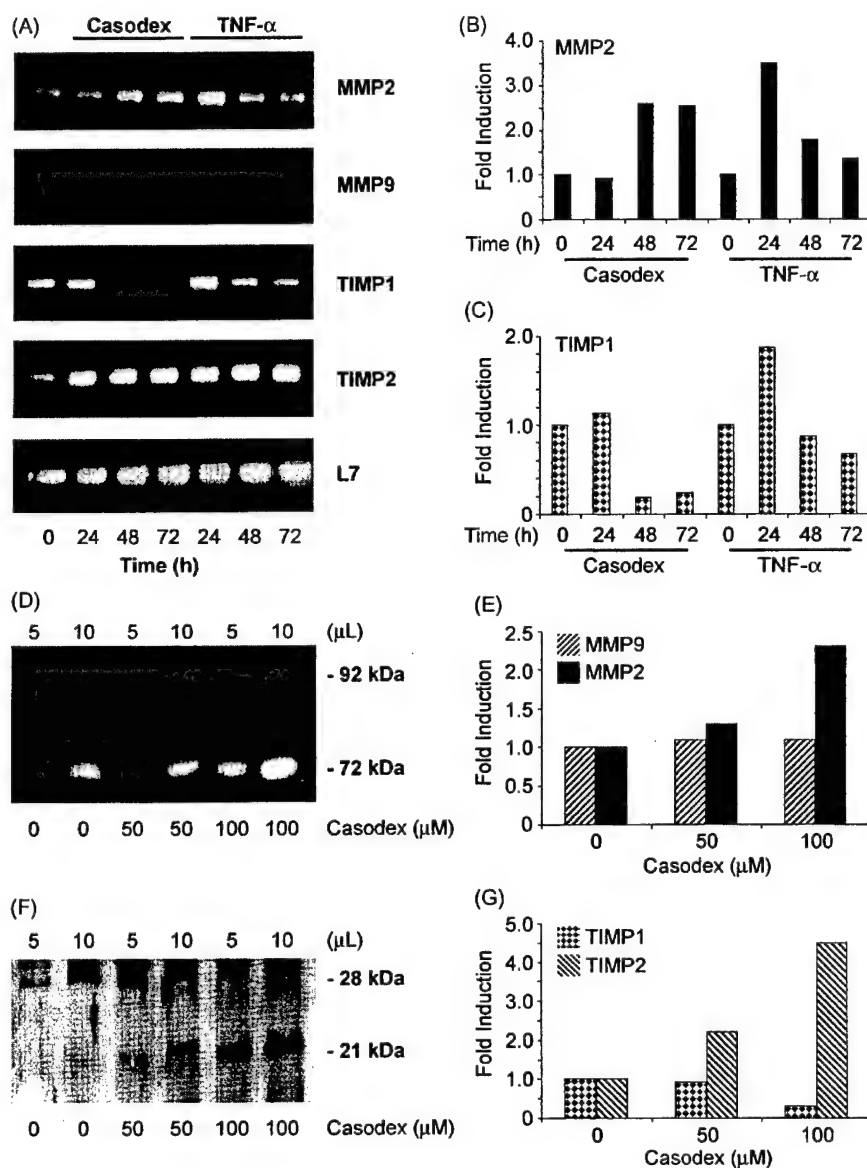 (A)
Casodex TNF-α
MMP2
MMP9
TIMP1
TIMP2
L7
0 24 48 72 24 48 72
Time (h)
(B)
MMP2
Fold Induction
4.0
3.0
2.0
1.0
0
Time (h) 0 24 48 72 0 24 48 72
Casodex TNF-α
(C)
TIMP1
Fold Induction
2.0
1.0
0
Time (h) 0 24 48 72 0 24 48 72
Casodex TNF-α
(D)
5 10 5 10 5 10 (μL)
- 92 kDa
- 72 kDa
0 0 50 50 100 100 Casodex (μM)
(E)
MMP9
MMP2
Fold Induction
2.5
2.0
1.5
1.0
0.5
0
0 50 100
Casodex (μM)
(F)
5 10 5 10 5 10 (μL)
- 28 kDa
- 21 kDa
0 0 50 50 100 100 Casodex (μM)
(G)
TIMP1
TIMP2
Fold Induction
5.0
4.0
3.0
2.0
1.0
0
0 50 100
Casodex (μM)